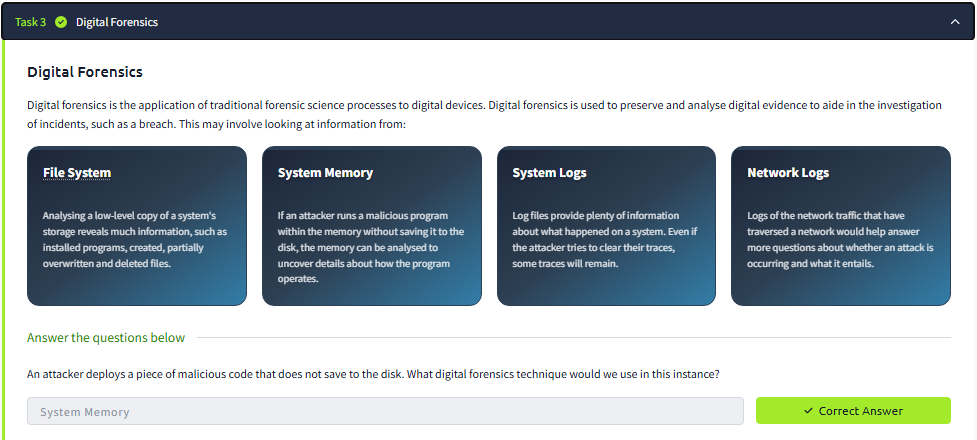 Task 3 Digital Forensics
Digital Forensics
Digital forensics is the application of traditional forensic science processes to digital devices. Digital forensics is used to preserve and analyse digital evidence to aide in the investigation
of incidents, such as a breach. This may involve looking at information from:
File System
Analysing a low-level copy of a system's
storage reveals much information, such as
installed programs, created, partially
overwritten and deleted files.
System Memory
If an attacker runs a malicious program
within the memory without saving it to the
disk, the memory can be analysed to
uncover details about how the program
operates.
System Logs
Log files provide plenty of information
about what happened on a system. Even if
the attacker tries to clear their traces,
some traces will remain.
Network Logs
Logs of the network traffic that have
traversed a network would help answer
more questions about whether an attack is
occurring and what it entails.
Answer the questions below
An attacker deploys a piece of malicious code that does not save to the disk. What digital forensics technique would we use in this instance?
System Memory
Correct Answer